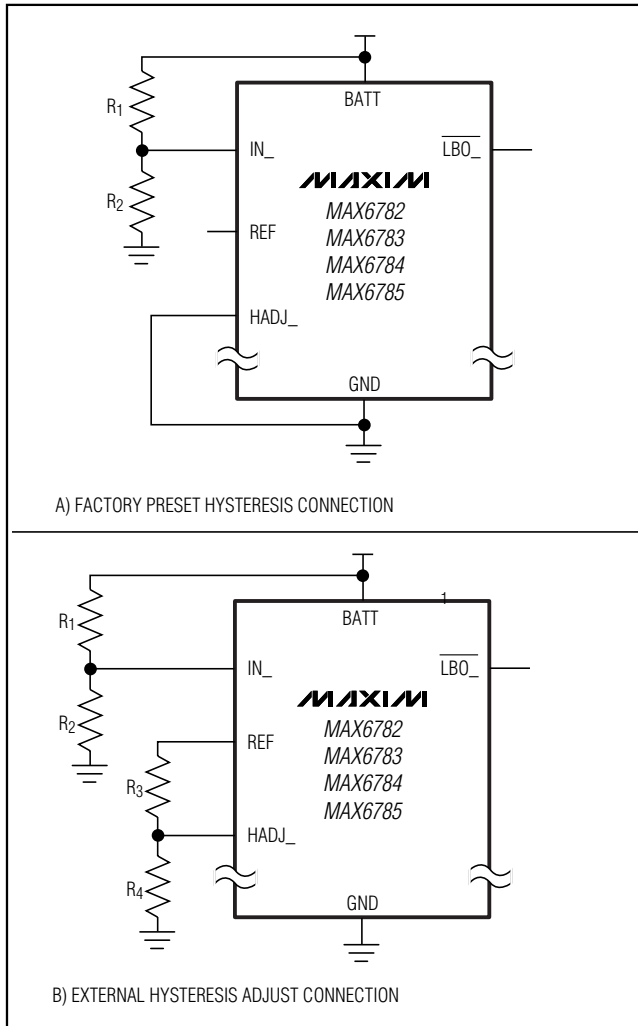 BATT
R1
IN_
LBO_
MAXIM
R2
MAX6782
REF
MAX6783
MAX6784
MAX6785
HADJ_
GND
A) FACTORY PRESET HYSTERESIS CONNECTION
1
BATT
R1
IN_
LBO_
MAXIM
R2
MAX6782
REF
MAX6783
R3
MAX6784
MAX6785
HADJ_
R4
GND
B) EXTERNAL HYSTERESIS ADJUST CONNECTION